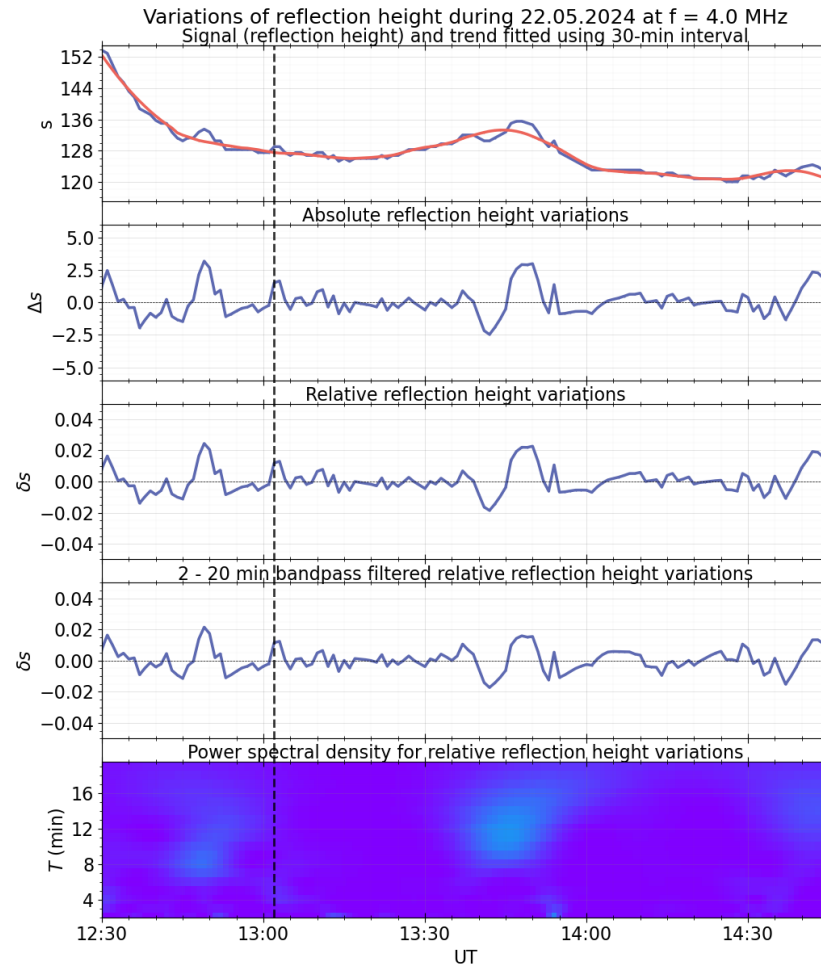 Variations of reflection height during 22.05.2024 at f = 4.0 MHz
Signal (reflection height) and trend fitted using 30-min interval
152
144
136
128
120
s
Absolute reflection height variations
5.0
2.5
0.0
−2.5
−5.0
Δs
Relative reflection height variations
0.04
0.02
0.00
−0.02
−0.04
δs
2 - 20 min bandpass filtered relative reflection height variations
0.04
0.02
0.00
−0.02
−0.04
δs
Power spectral density for relative reflection height variations
16
12
8
4
T (min)
12:30 13:00 13:30 14:00 14:30
UT